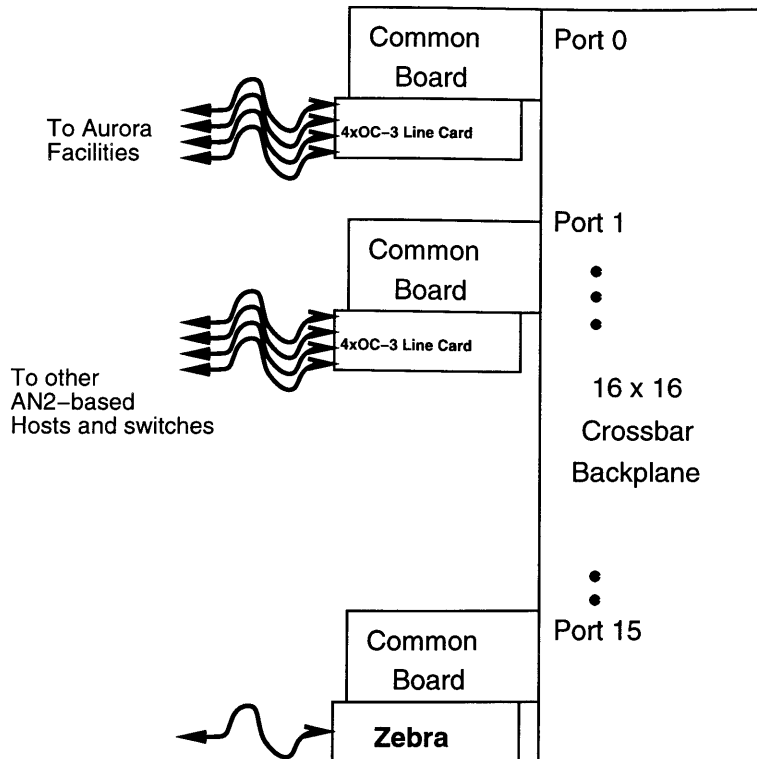 Common
Board
Port 0
To Aurora
Facilities
4xOC–3 Line Card
Port 1
Common
Board
4xOC–3 Line Card
To other
AN2–based
Hosts and switches
16 x 16
Crossbar
Backplane
Port 15
Common
Board
Zebra